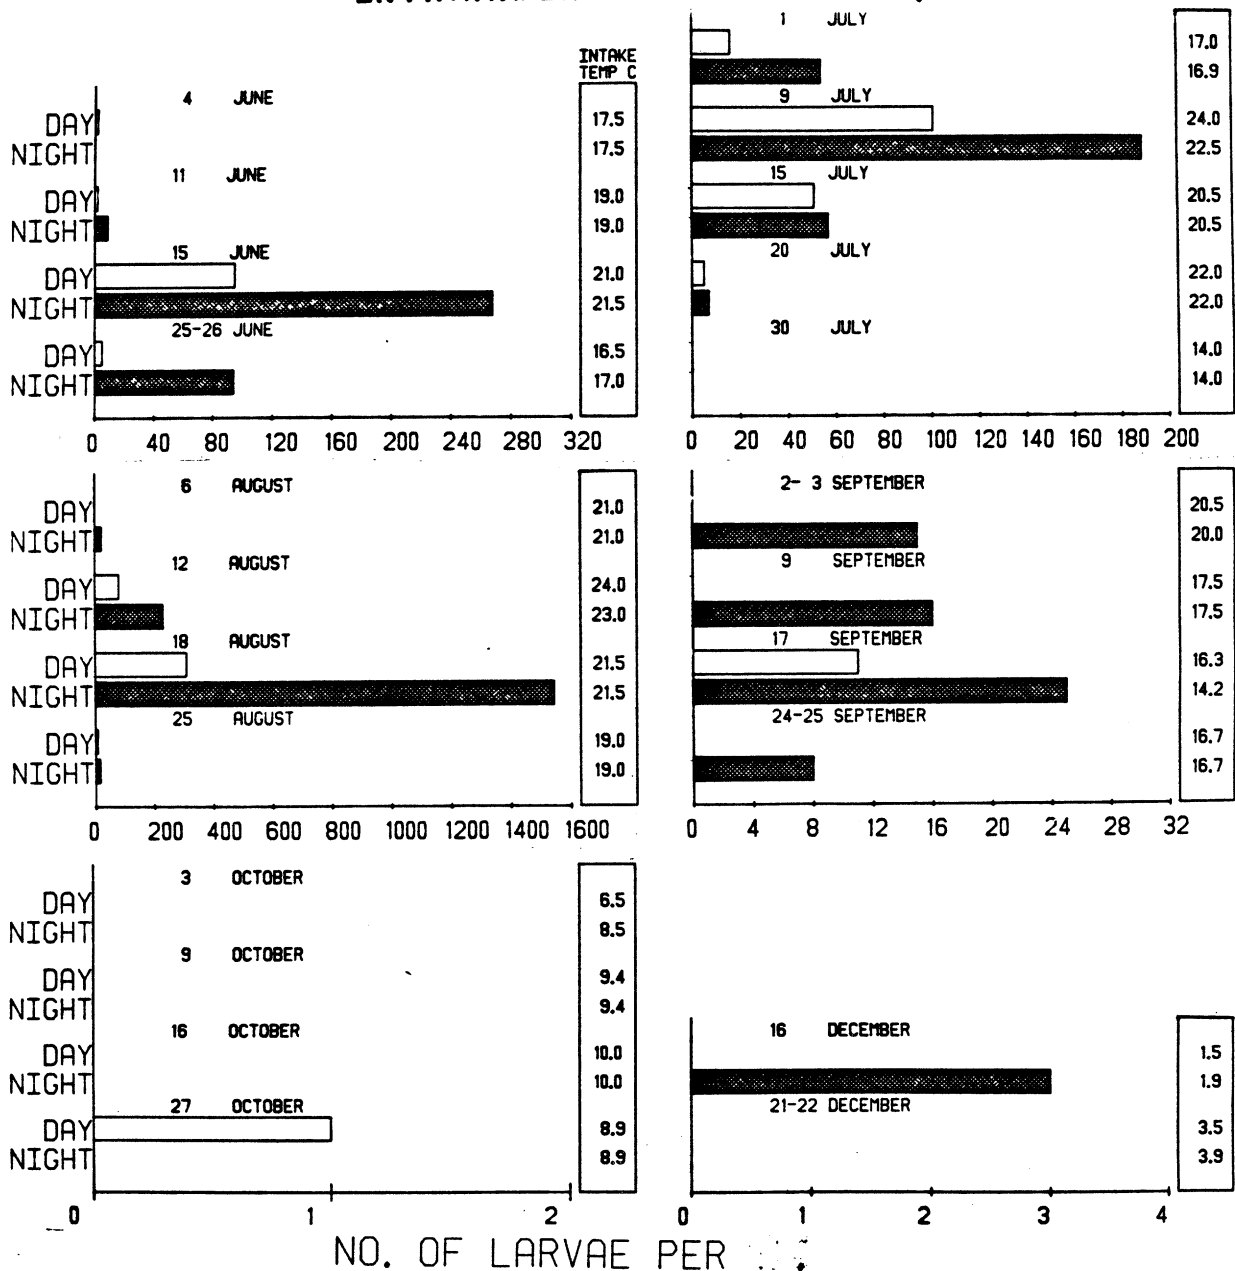 INTAKE
TEMP C
4 JUNE
DAY 17.5
NIGHT 17.5
11 JUNE
DAY 19.0
NIGHT 19.0
15 JUNE
DAY 21.0
NIGHT 21.5
25-26 JUNE
DAY 16.5
NIGHT 17.0
0 40 80 120 160 200 240 280 320
1 JULY
17.0
16.9
9 JULY
24.0
22.5
15 JULY
20.5
20.5
20 JULY
22.0
22.0
30 JULY
14.0
14.0
0 20 40 60 80 100 120 140 160 180 200
6 AUGUST
DAY 21.0
NIGHT 21.0
12 AUGUST
DAY 24.0
NIGHT 23.0
18 AUGUST
DAY 21.5
NIGHT 21.5
25 AUGUST
DAY 19.0
NIGHT 19.0
0 200 400 600 800 1000 1200 1400 1600
2- 3 SEPTEMBER
20.5
20.0
9 SEPTEMBER
17.5
17.5
17 SEPTEMBER
16.3
14.2
24-25 SEPTEMBER
16.7
16.7
0 4 8 12 16 20 24 30 32
3 OCTOBER
DAY 6.5
NIGHT 8.5
9 OCTOBER
DAY 9.4
NIGHT 9.4
16 OCTOBER
DAY 10.0
NIGHT 10.0
27 OCTOBER
DAY 8.9
NIGHT 8.9
0 1 2
16 DECEMBER
1.5
1.9
21-22 DECEMBER
3.5
3.9
0 1 2 3 4
NO. OF LARVAE PER